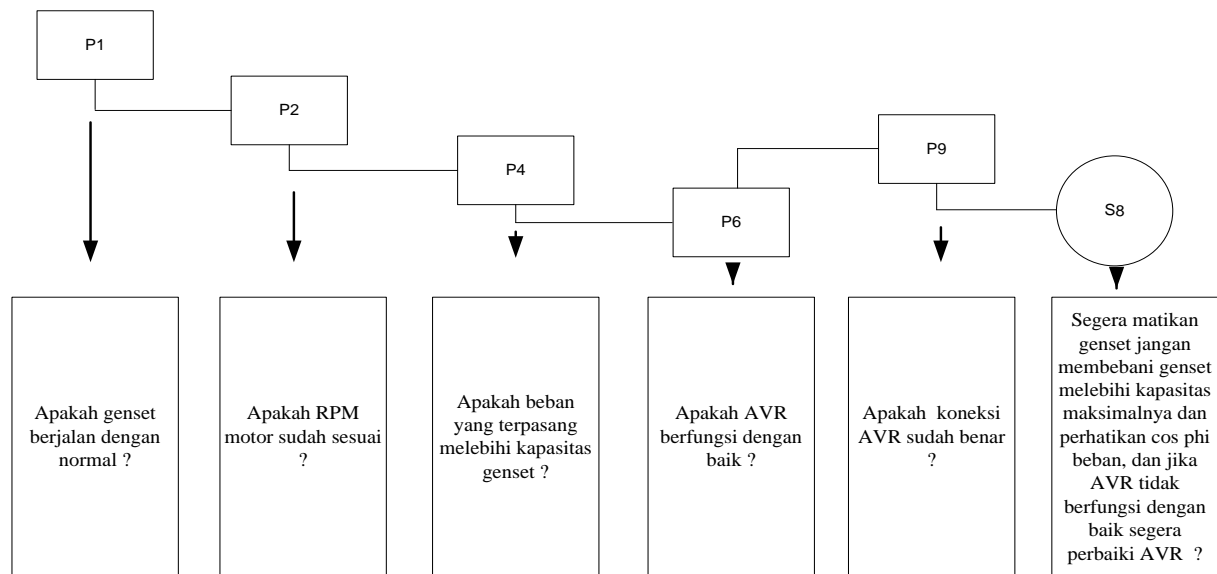 P1
P2
P4
P6
P9
S8
Apakah genset
berjalan dengan
normal ?
Apakah RPM
motor sudah sesuai
?
Apakah beban
yang terpasang
melebihi kapasitas
genset ?
Apakah AVR
berfungsi dengan
baik ?
Apakah koneksi
AVR sudah benar
?
Segera matikan
genset jangan
membebani genset
melebihi kapasitas
maksimalnya dan
perhatikan cos phi
beban, dan jika
AVR tidak
berfungsi dengan
baik segera
perbaiki AVR ?